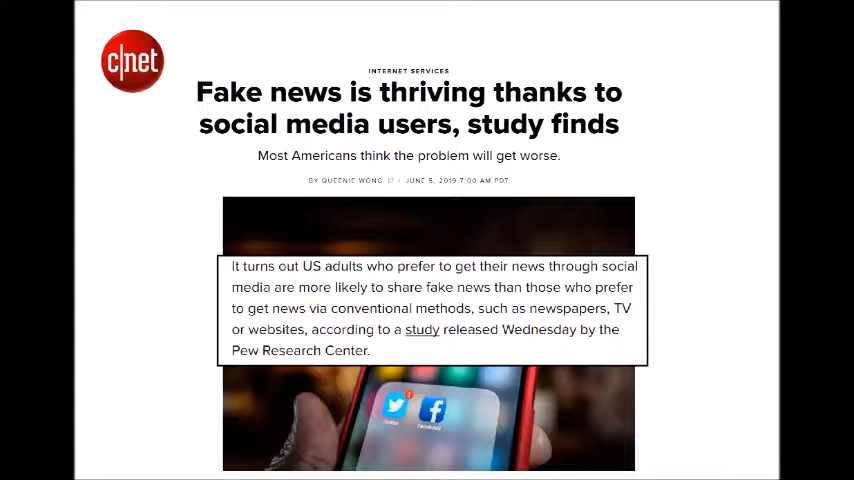 c|net
INTERNET SERVICES
Fake news is thriving thanks to
social media users, study finds
Most Americans think the problem will get worse.
BY QUEENIE WONG | JUNE 5, 2019 7:00 AM PDT
It turns out US adults who prefer to get their news through social
media are more likely to share fake news than those who prefer
to get news via conventional methods, such as newspapers, TV
or websites, according to a study released Wednesday by the
Pew Research Center.
1
Twitter
Facebook